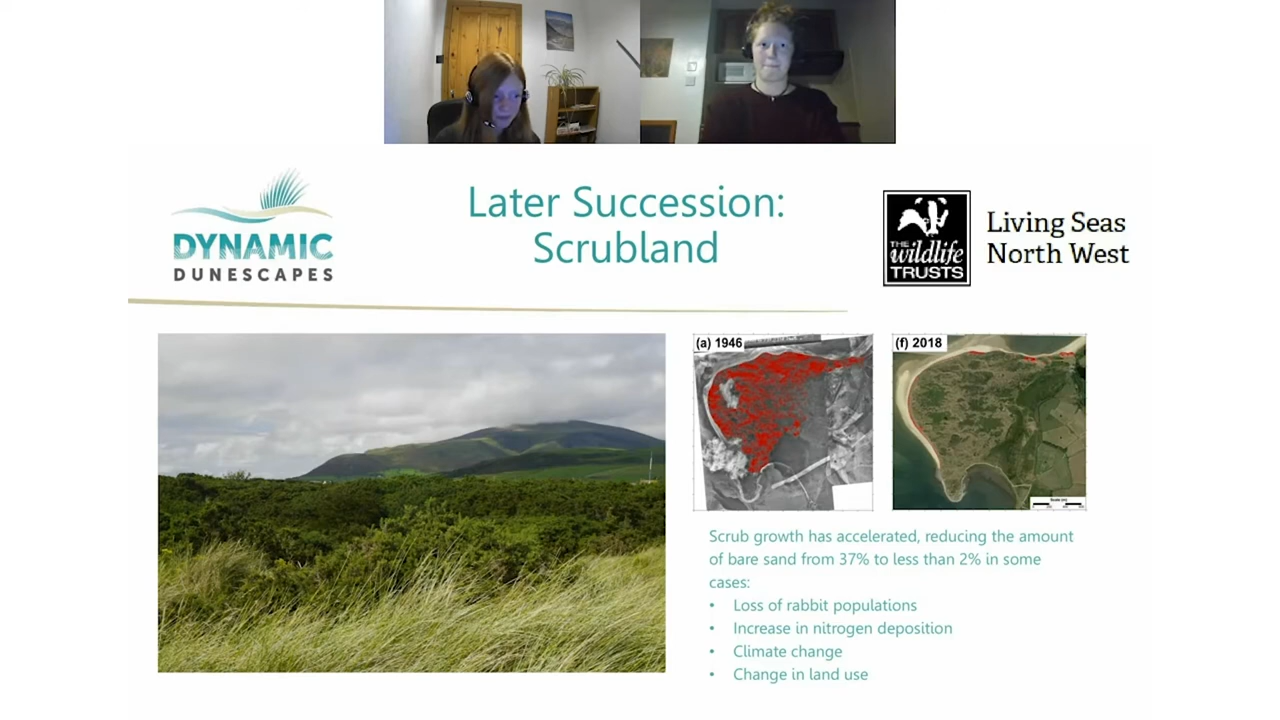 Later Succession:
Scrubland
DYNAMIC
DUNESCAPES
THE
wildlife
TRUSTS
Living Seas
North West
(a) 1946
(f) 2018
Scrub growth has accelerated, reducing the amount
of bare sand from 37% to less than 2% in some
cases:
• Loss of rabbit populations
• Increase in nitrogen deposition
• Climate change
• Change in land use